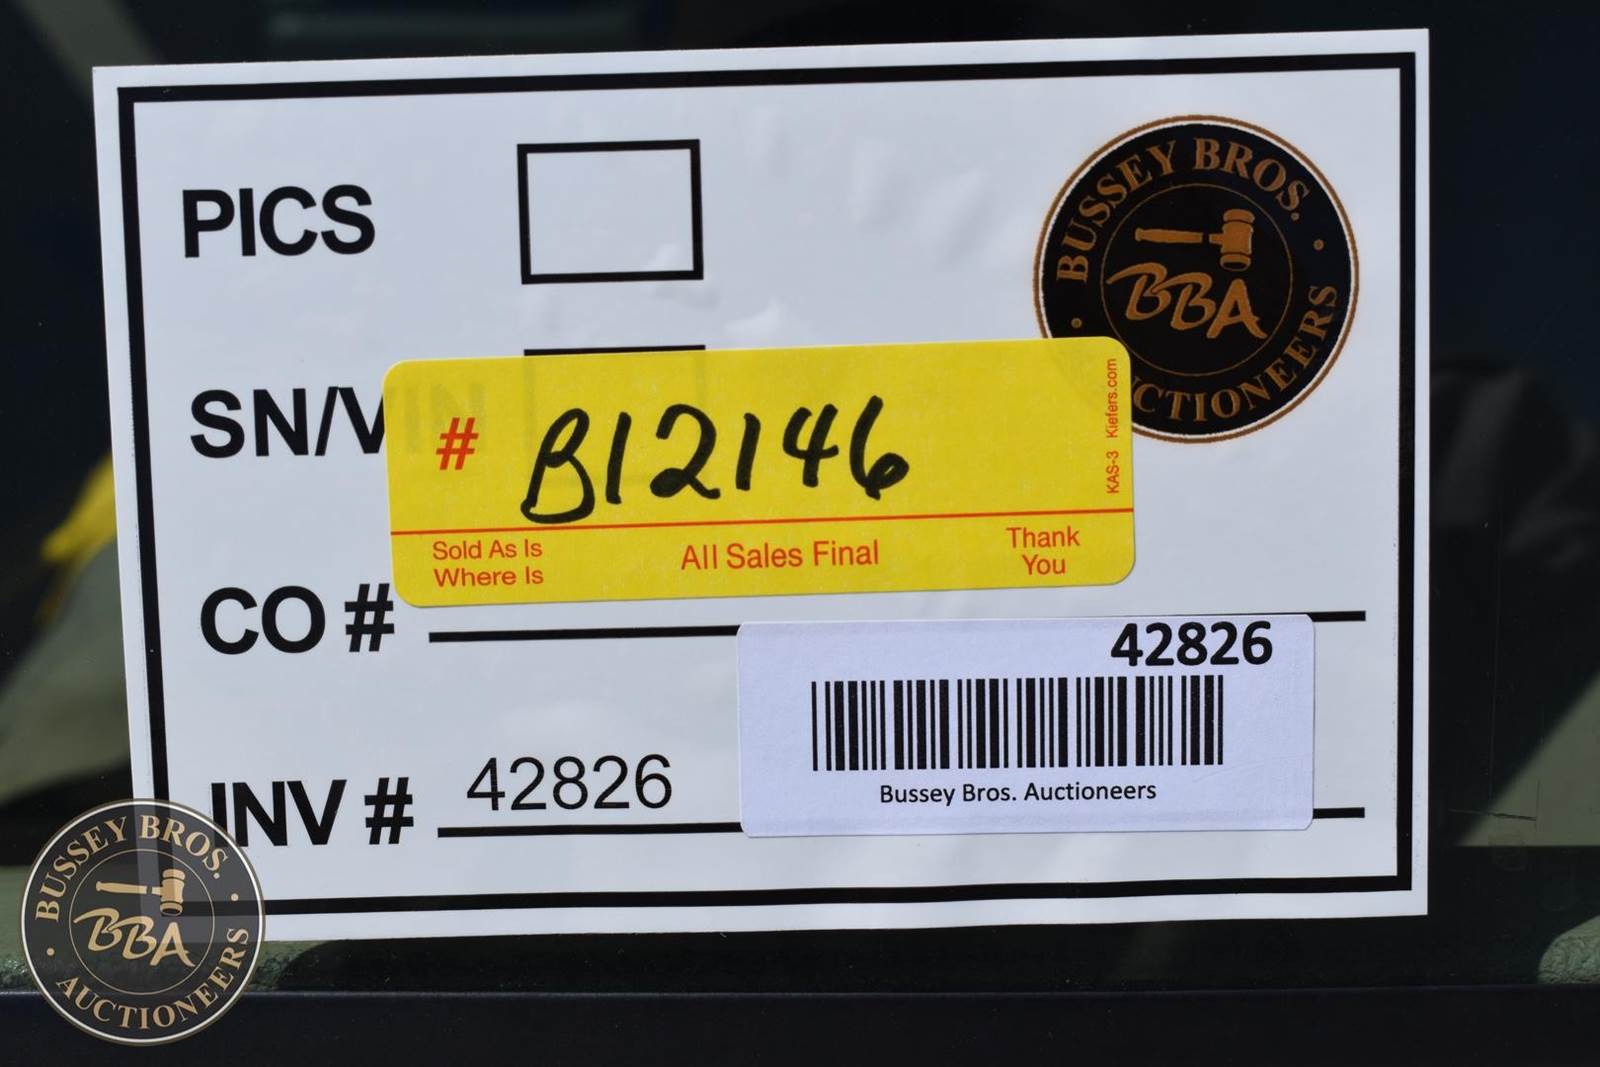 PICS
BUSSEY BROS.
BBA
AUCTIONEERS
SN/VIN
# B12146
KAS-3 Kiefers.com
Sold As Is
Where Is
All Sales Final
Thank
You
CO #
42826
Bussey Bros. Auctioneers
INV # 42826
BUSSEY BROS.
BBA
AUCTIONEERS